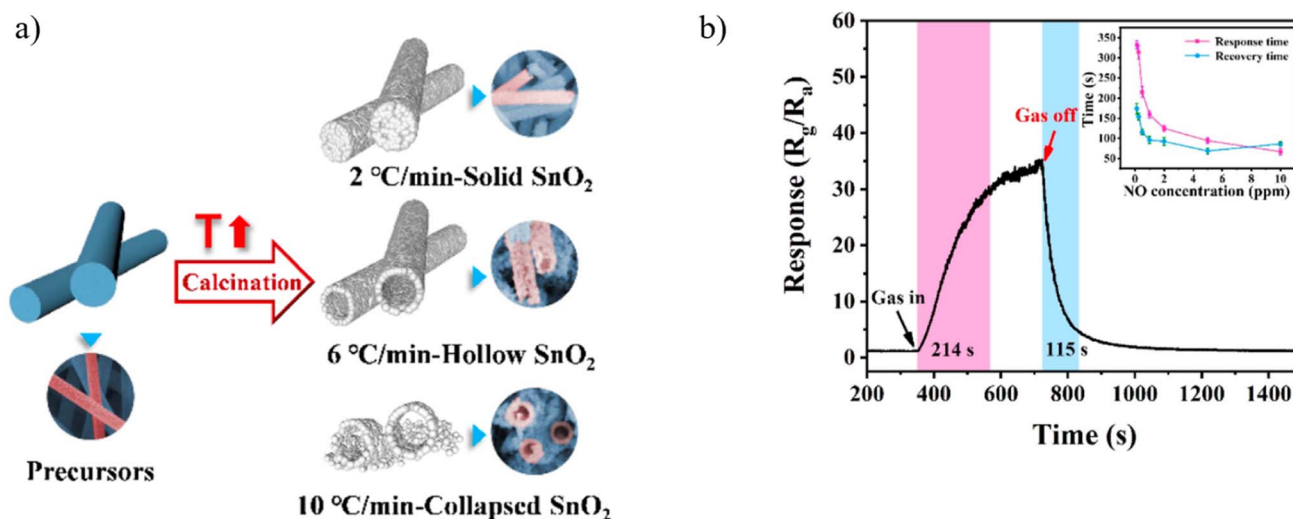 a)
2 °C/min-Solid SnO₂
T
Calcination
6 °C/min-Hollow SnO₂
Precursors
10 °C/min-Collapsed SnO₂
b)
Response (Rg/Ra)
60
50
40
30
20
10
0
Gas in
Gas off
214 s
115 s
200 400 600 800 1000 1200 1400
Time (s)
Response time
Recovery time
Time (s)
350
300
250
200
150
100
50
0 2 4 6 8 10
NO concentration (ppm)